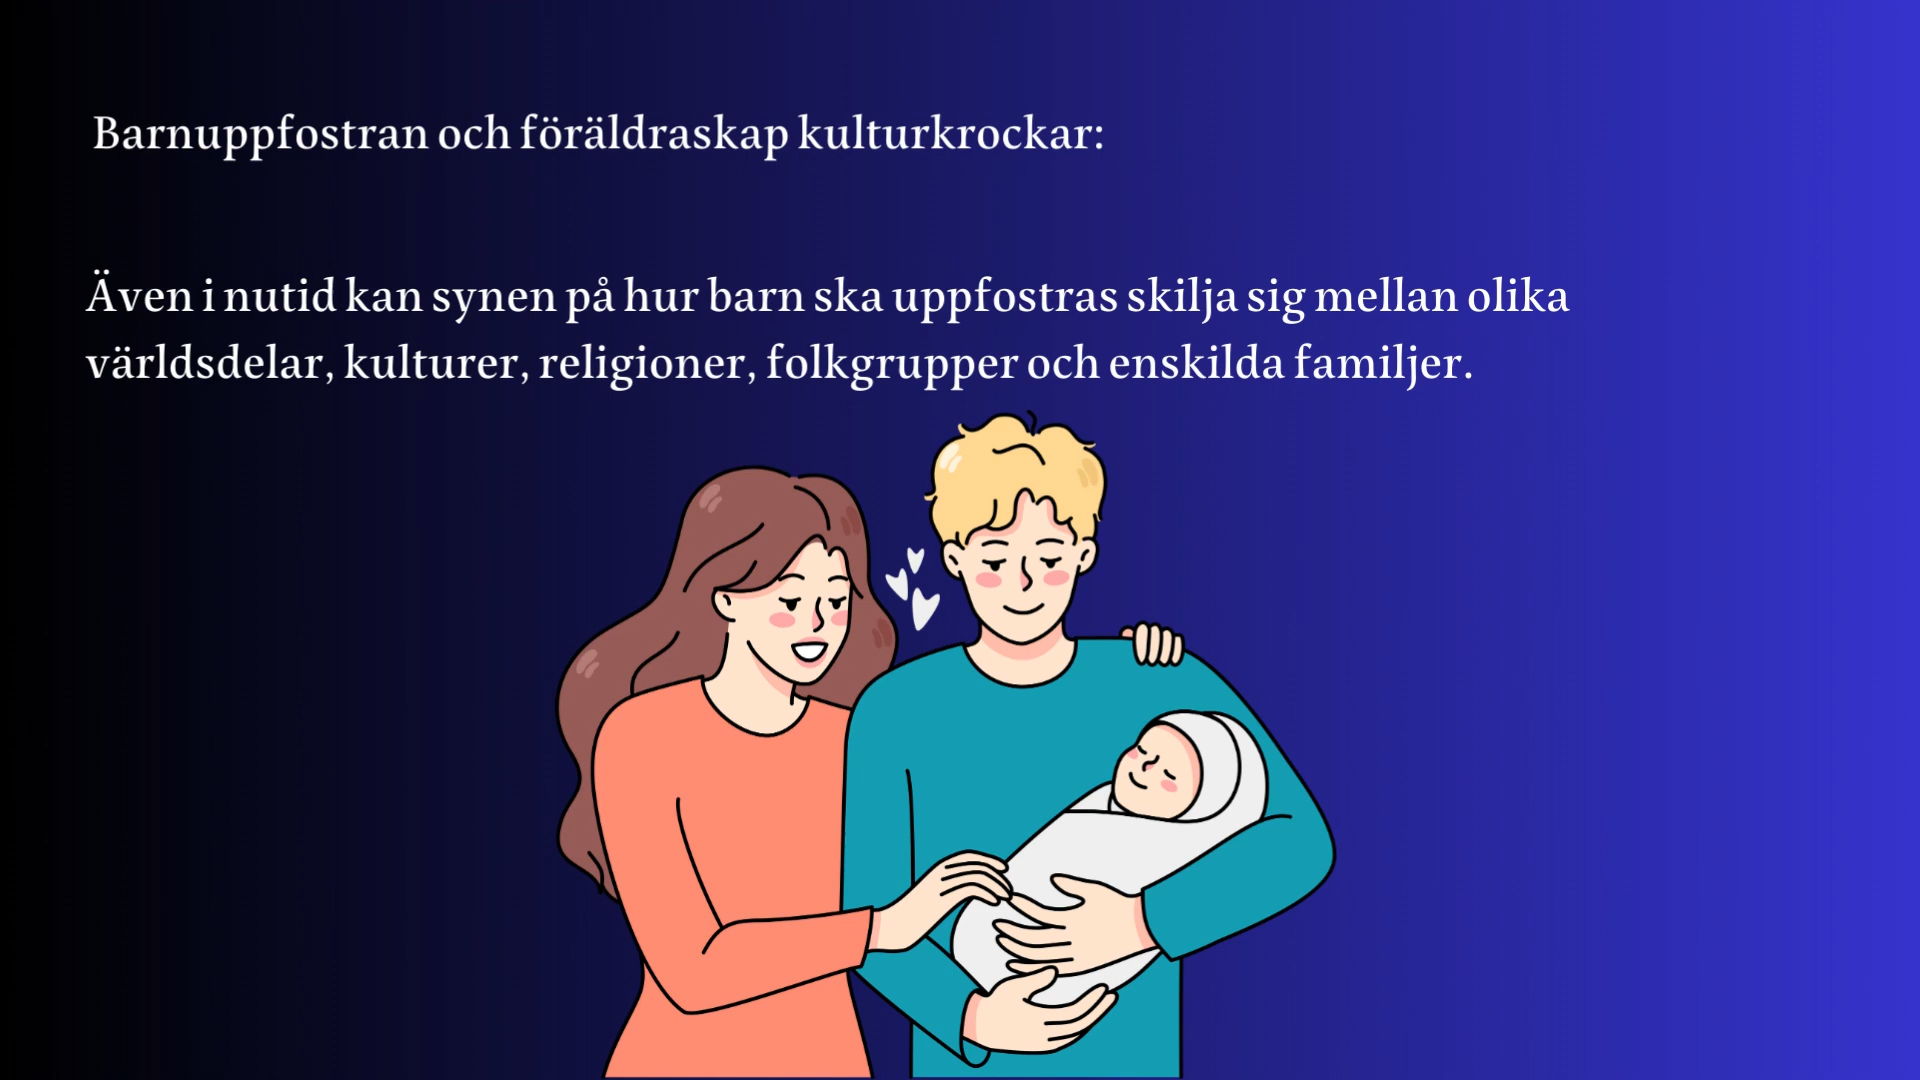 Barnuppfostran och föräldraskap kulturkrockar:
Även i nutid kan synen på hur barn ska uppfostras skilja sig mellan olika
världsdelar, kulturer, religioner, folkgrupper och enskilda familjer.